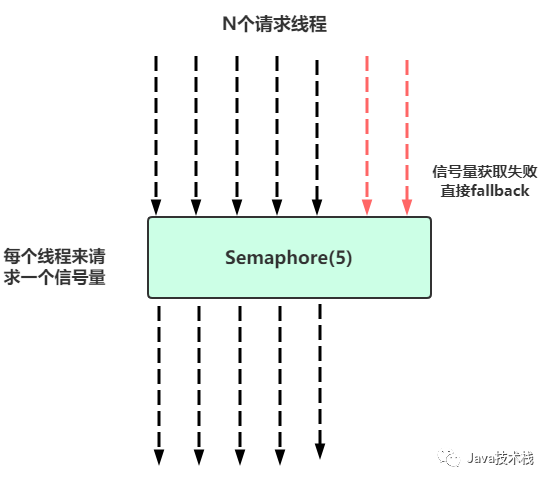 N个请求线程
信号量获取失败
直接fallback
每个线程来请
求一个信号量
Semaphore(5)
Java技术栈